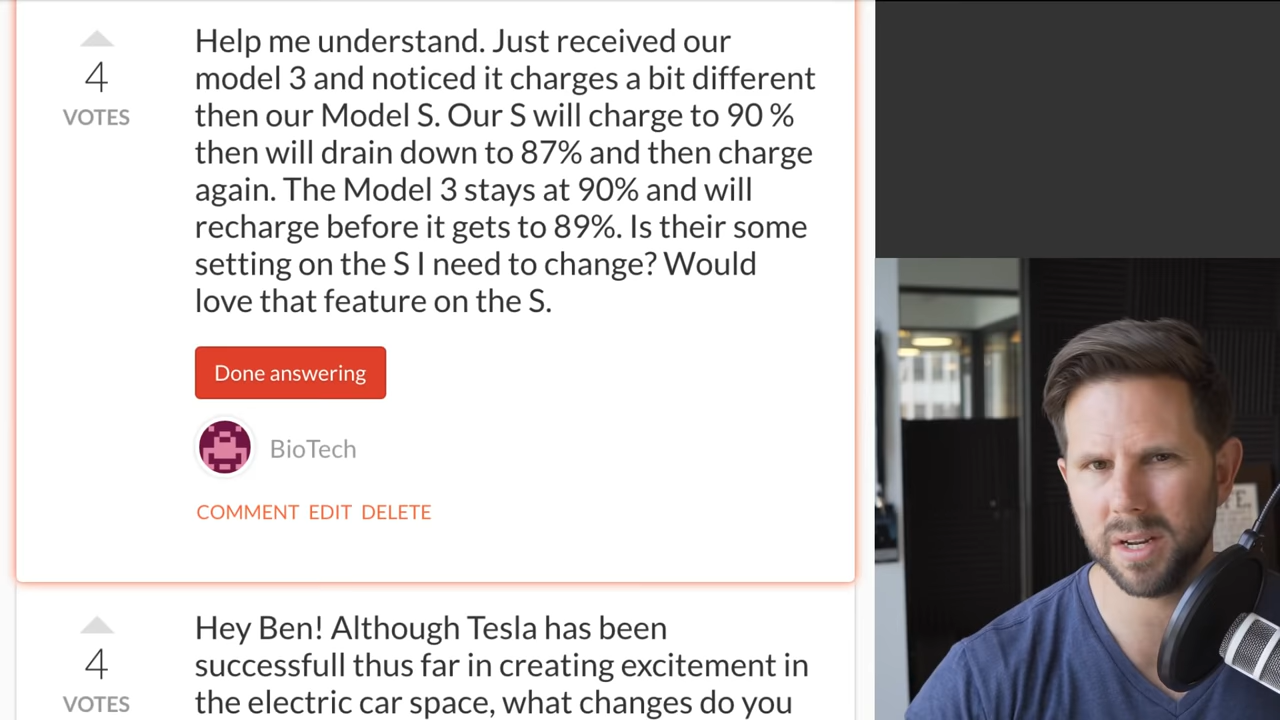 4
VOTES
Help me understand. Just received our
model 3 and noticed it charges a bit different
then our Model S. Our S will charge to 90 %
then will drain down to 87% and then charge
again. The Model 3 stays at 90% and will
recharge before it gets to 89%. Is their some
setting on the S I need to change? Would
love that feature on the S.
Done answering
BioTech
COMMENT EDIT DELETE
4
VOTES
Hey Ben! Although Tesla has been
successfull thus far in creating excitement in
the electric car space, what changes do you